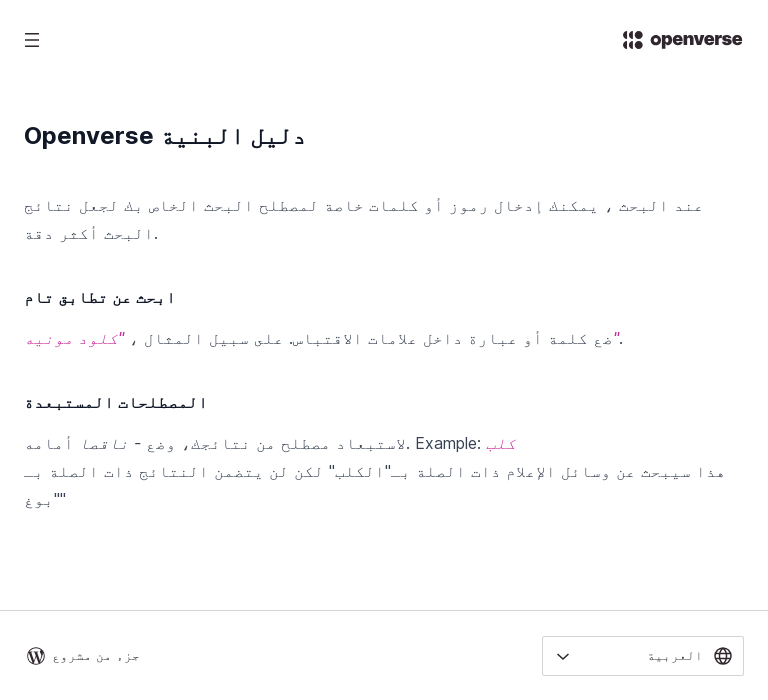 openverse
Openverse دليل البنية
عند البحث ، يمكنك إدخال رموز أو كلمات خاصة لمصطلح البحث الخاص بك لجعل نتائج
البحث أكثر دقة.
ابحث عن تطابق تام
ضع كلمة أو عبارة داخل علامات الاقتباس. على سبيل المثال ، "كلود مونيه".
المصطلحات المستبعدة
لاستبعاد مصطلح من نتائجك، وضع - ناقصا أمامه. Example: كلب
هذا سيبحث عن وسائل الإعلام ذات الصلة بـ"الكلب" لكن لن يتضمن النتائج ذات الصلة بـ
"بوغ"
جزء من مشروع
العربية